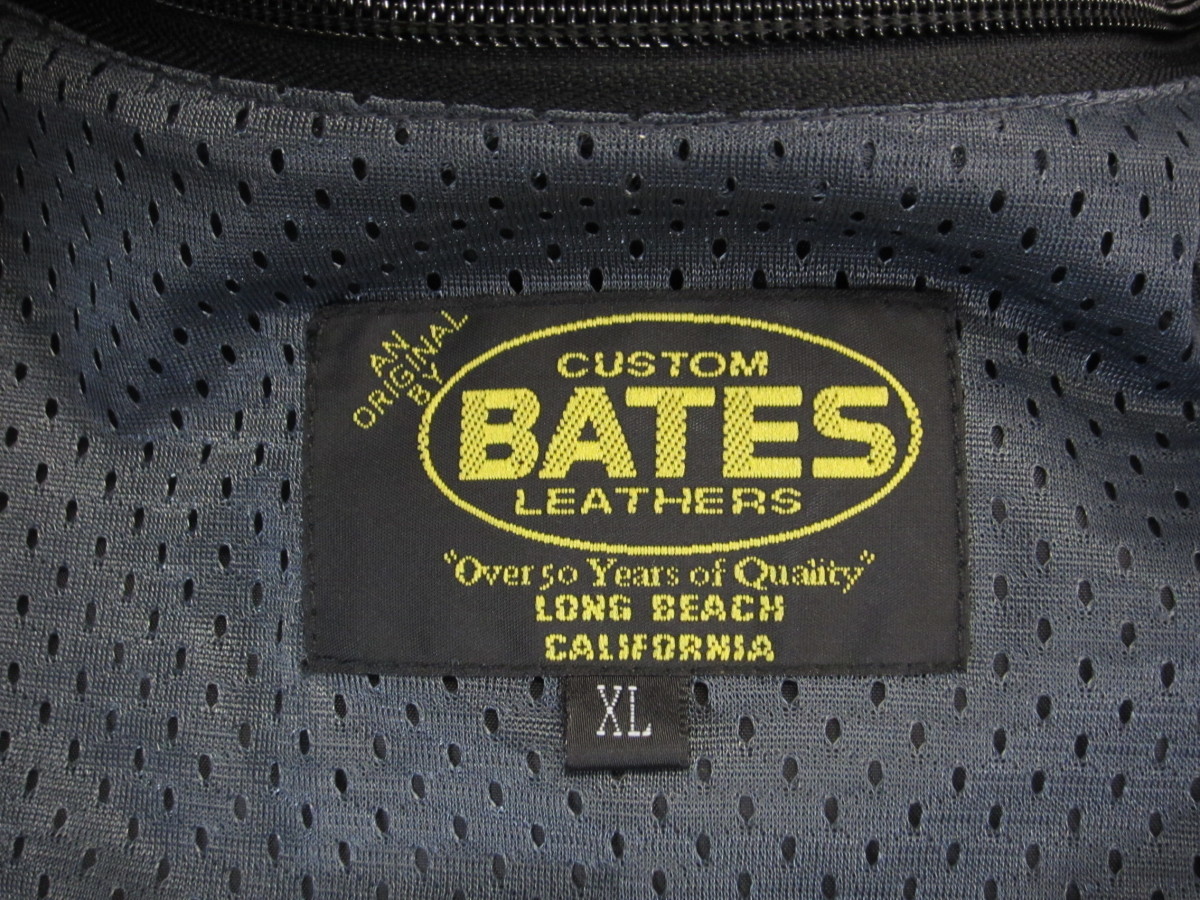 AN
ORIGINAL
BY
CUSTOM
BATES
LEATHERS
"Over 50 Years of Quality"
LONG BEACH
CALIFORNIA
XL